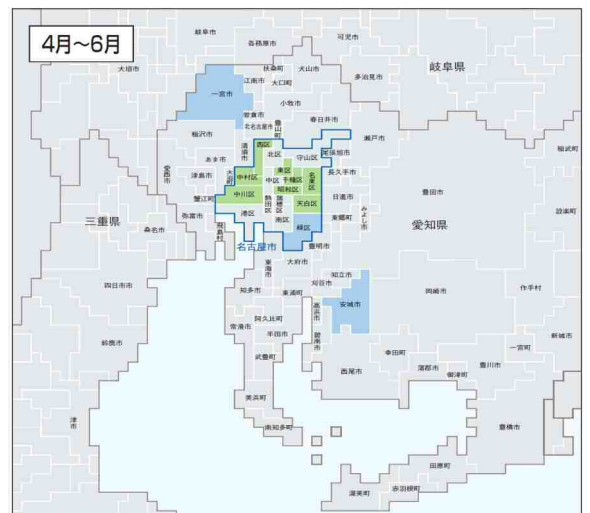 4月～6月
岐阜市
可児市
各務原市
岐阜県
大垣市
扶桑町
犬山市
江南市
大口町
多治見市
一宮市
小牧市
岩倉市
北名古屋市
豊山町
春日井市
稲沢市
清須市
西区
北区
守山区
尾張旭市
瀬戸市
稲武町
あま市
愛西市
津島市
大治町
中村区
東区
名東区
長久手市
中区
千種区
昭和区
中川区
蟹江町
熱田区
瑞穂区
天白区
日進市
みよし市
豊田市
設楽町
弥富市
飛島村
港区
南区
緑区
東郷町
愛知県
三重県
桑名市
名古屋市
豊明市
東海市
大府市
知立市
刈谷市
四日市市
知多市
東浦町
安城市
岡崎市
作手村
高浜市
碧南市
阿久比町
常滑市
半田市
新城市
鈴鹿市
武豊町
西尾市
幸田町
蒲郡市
御津町
豊川市
一宮町
美浜町
津市
南知多町
豊橋市
田原町
渥美町
赤羽根町